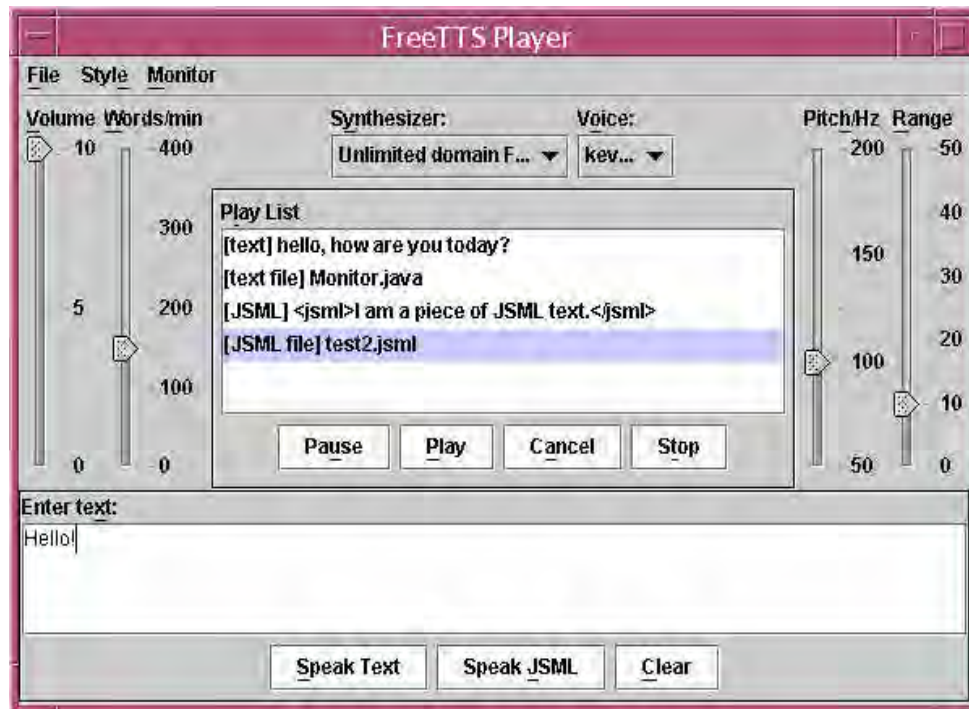 FreeTTS Player
File Style Monitor
Volume Words/min Synthesizer: Voice: Pitch/Hz Range
10 400 Unlimited domain F... kev... 200 50
Play List
300 40
[text] hello, how are you today?
150
[text file] Monitor.java
30
5 200 [JSML] <jsml>I am a piece of JSML text.</jsml>
[JSML file] test2.jsml 20
100
100 10
Pause Play Cancel Stop
0 0 50 0
Enter text:
Hello!
Speak Text Speak JSML Clear